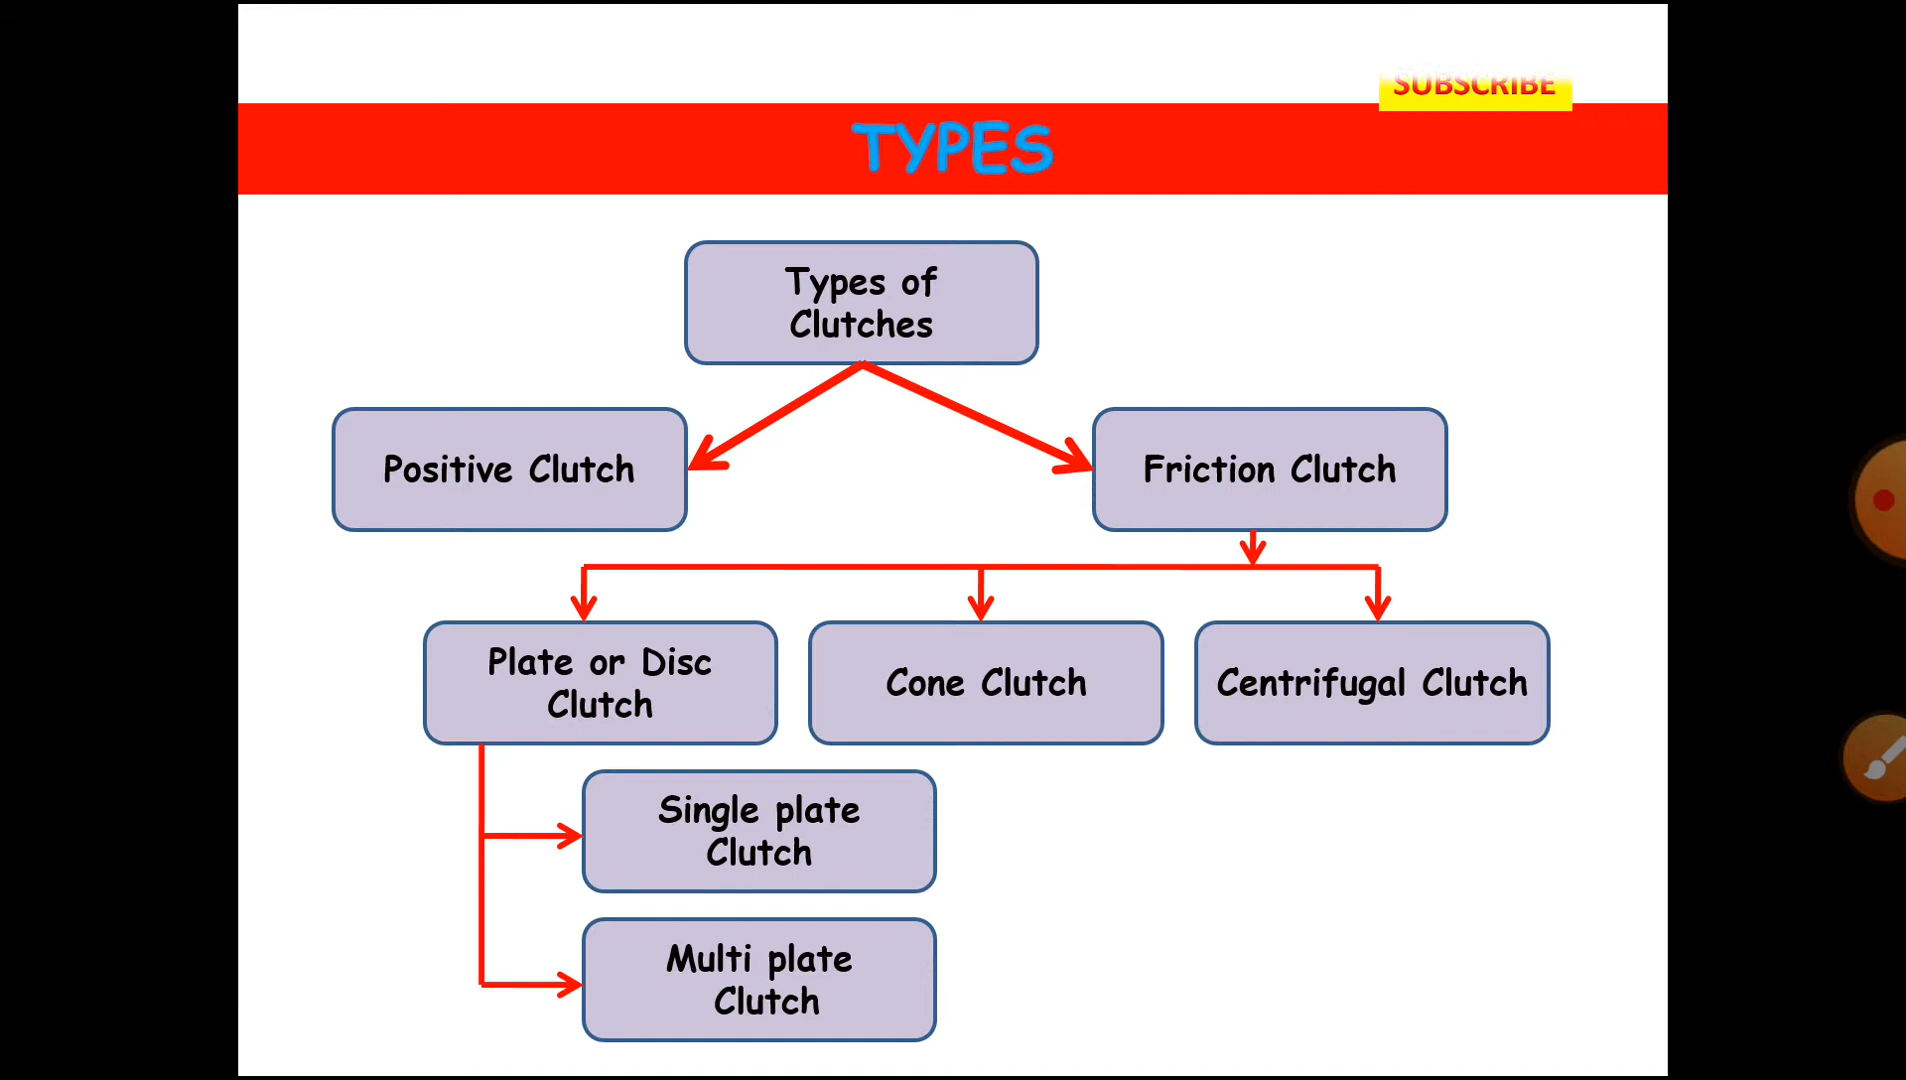 SUBSCRIBE
TYPES
Types of
Clutches
Positive Clutch
Friction Clutch
Plate or Disc
Clutch
Cone Clutch
Centrifugal Clutch
Single plate
Clutch
Multi plate
Clutch